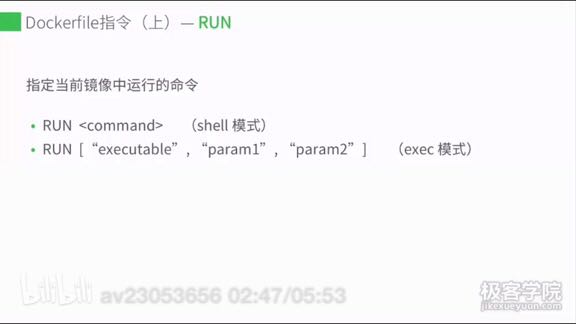 Dockerfile指令（上）— RUN
指定当前镜像中运行的命令
• RUN <command> （shell 模式）
• RUN [ “executable” , “param1” , “param2” ] （exec 模式）
bilibili av23053656 02:47/05:53
极客学院
jikexueyuan.com